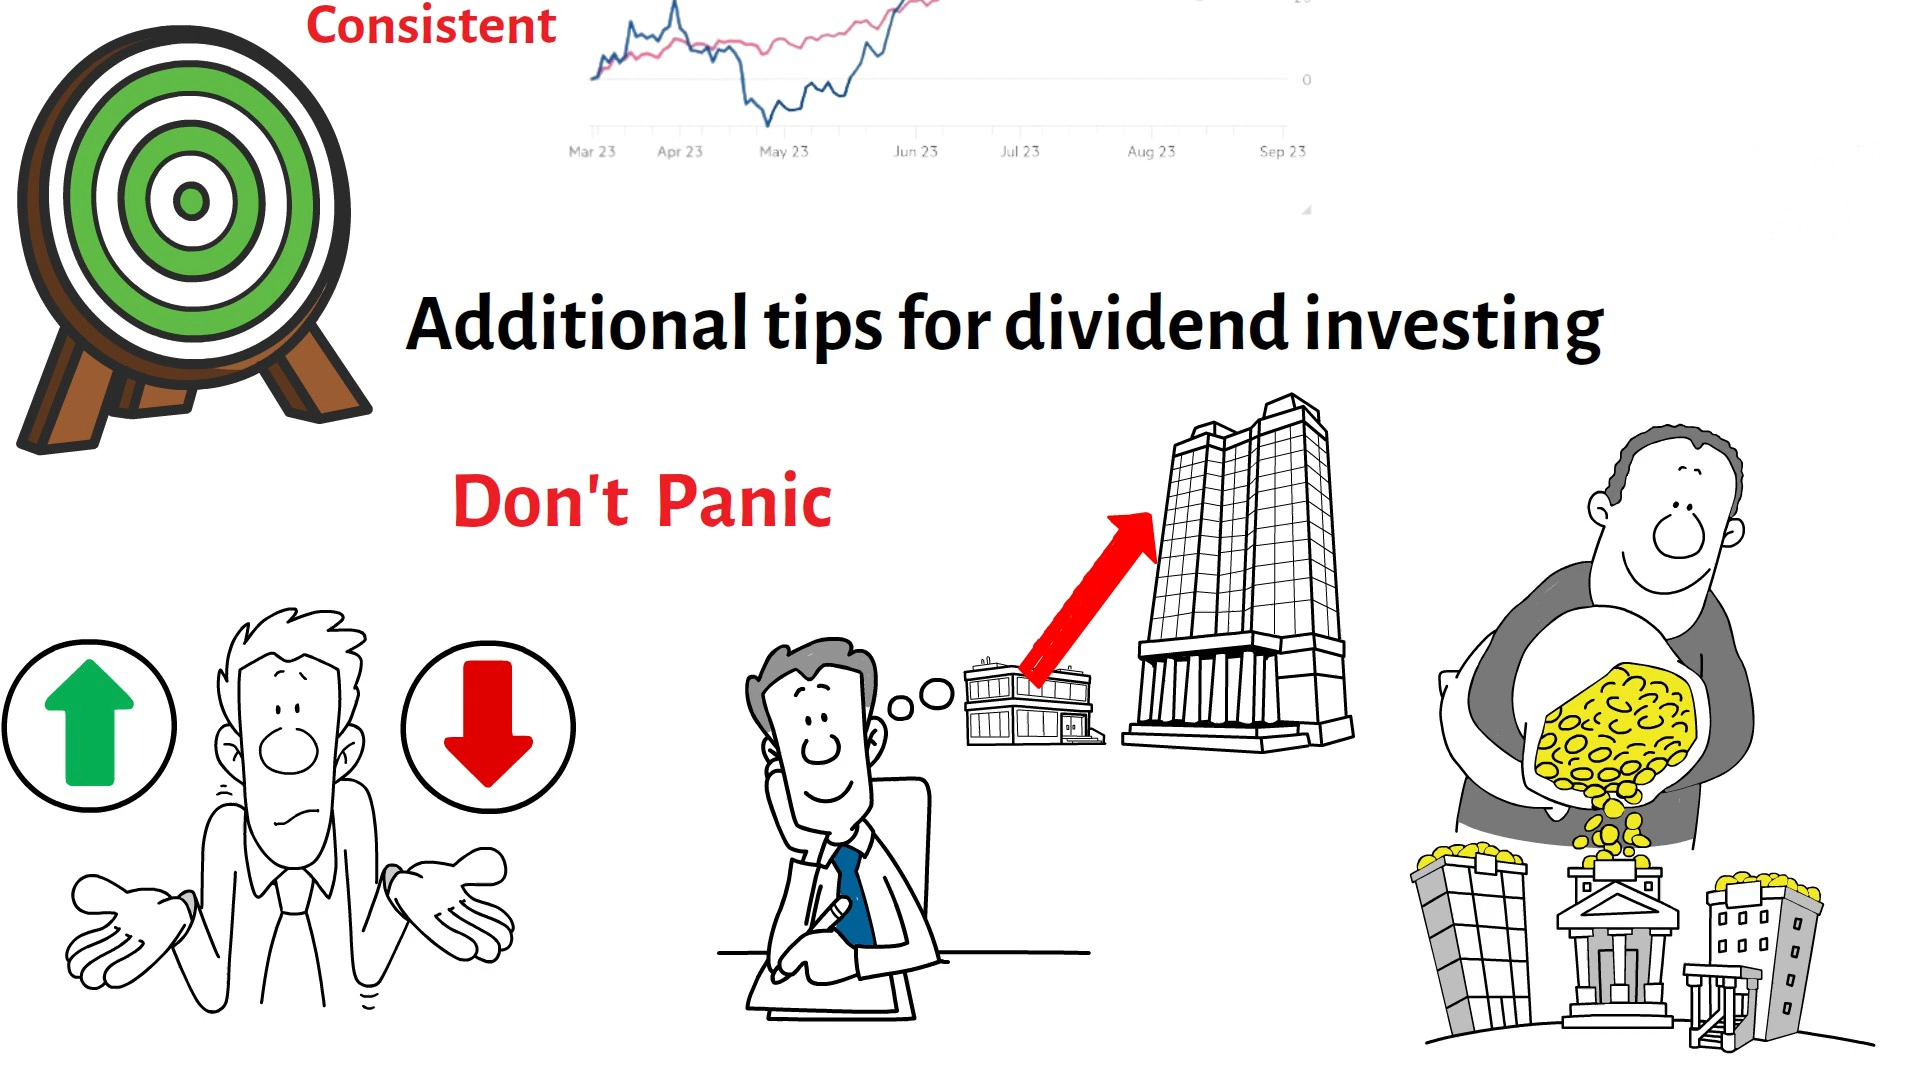 Consistent
0
Mar 23 Apr 23 May 23 Jun 23 Jul 23 Aug 23 Sep 23
Additional tips for dividend investing
Don't Panic